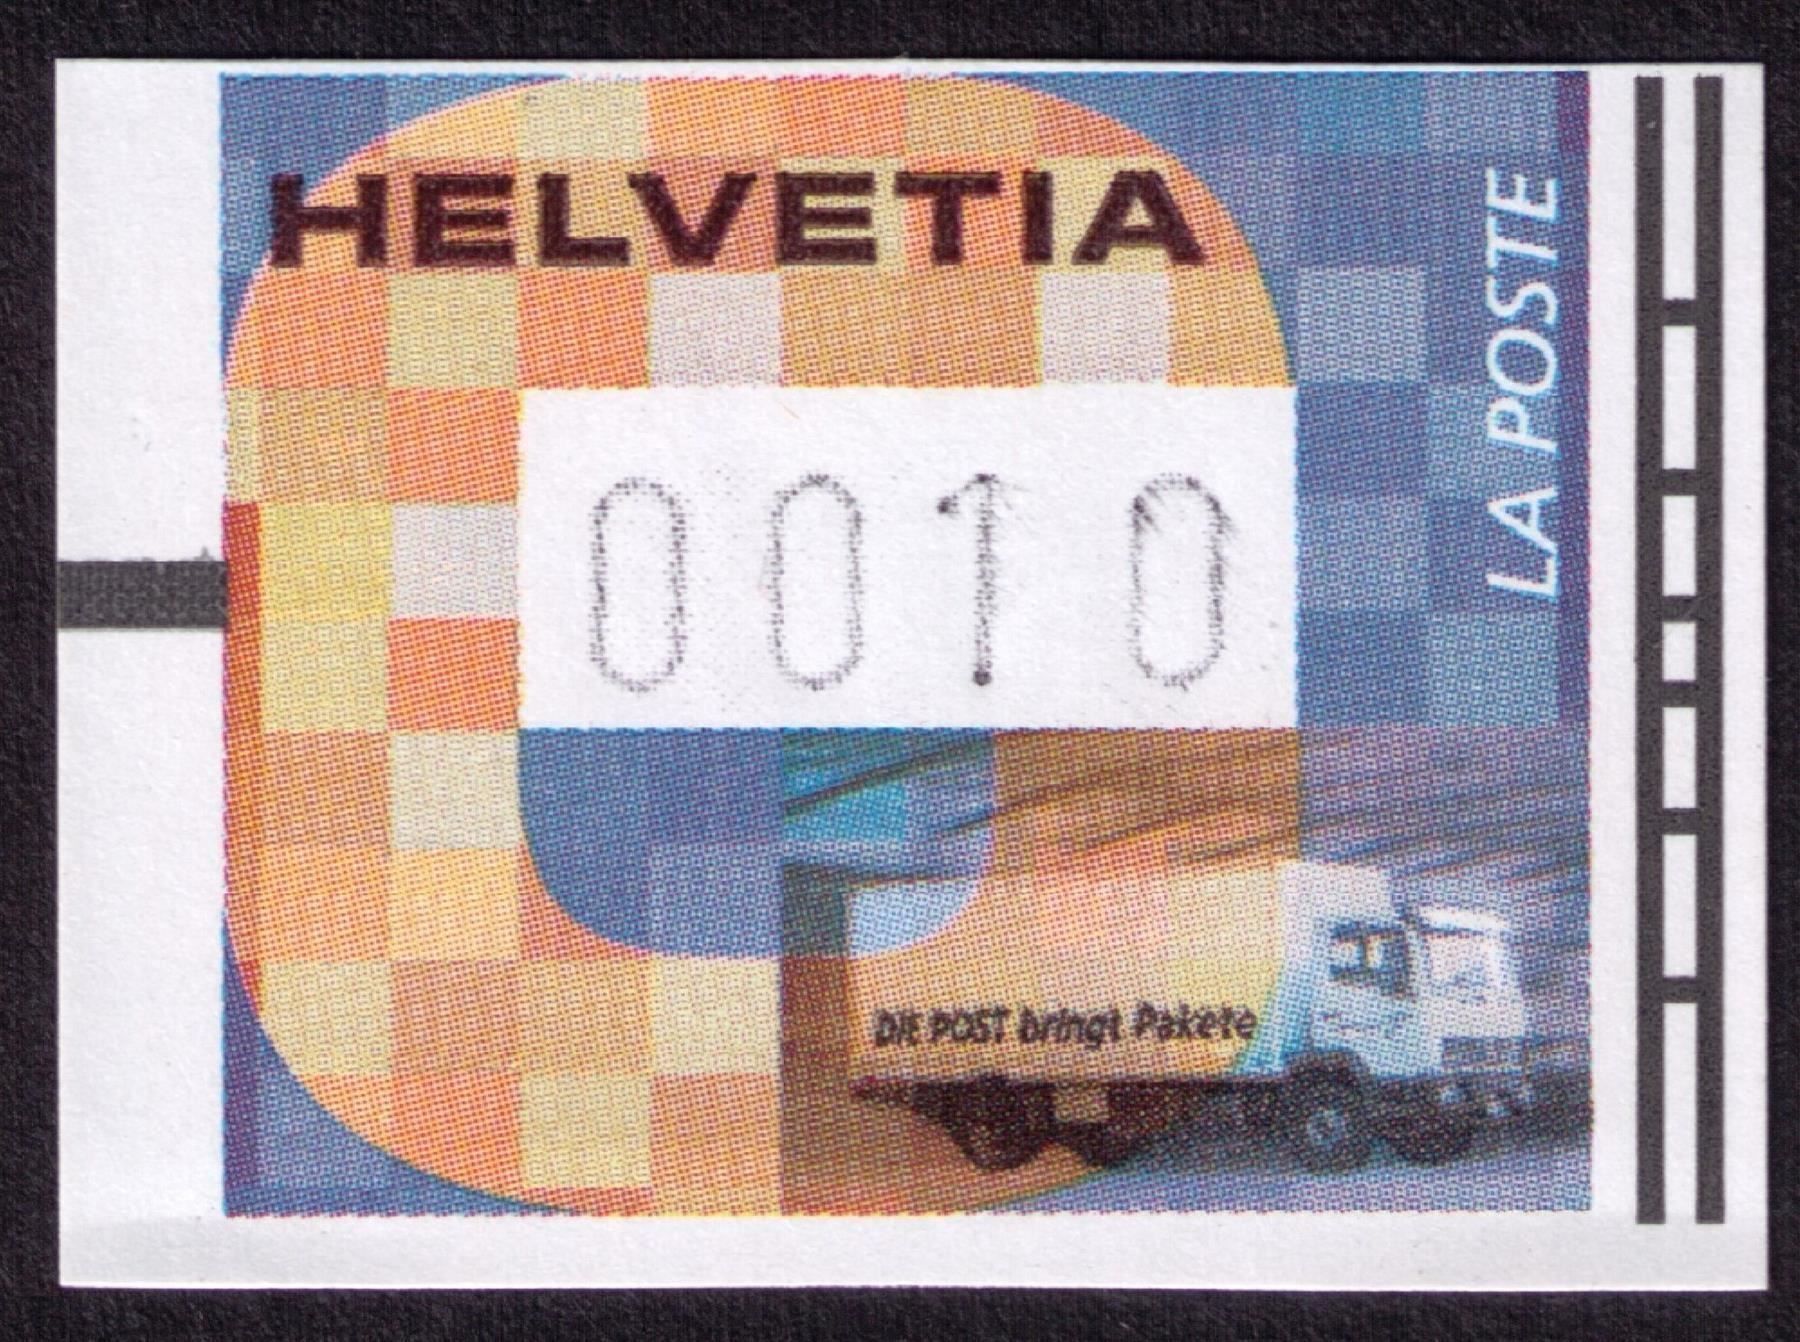 HELVETIA
LA POSTE
0010
DIE POST bringt Pakete